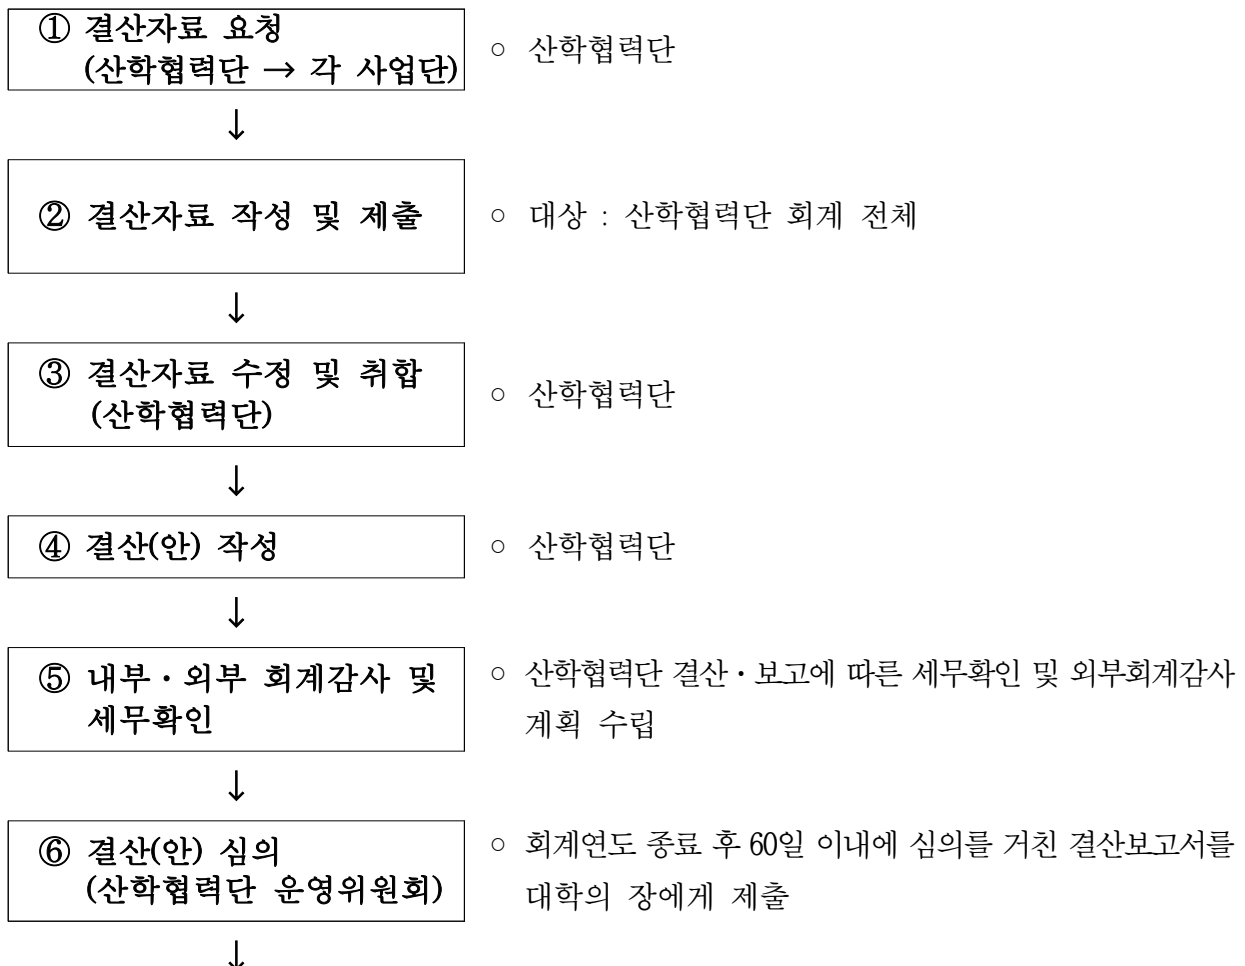 ① 결산자료 요청
(산학협력단 → 각 사업단)
○ 산학협력단
↓
② 결산자료 작성 및 제출
○ 대상 : 산학협력단 회계 전체
↓
③ 결산자료 수정 및 취합
(산학협력단)
○ 산학협력단
↓
④ 결산(안) 작성
○ 산학협력단
↓
⑤ 내부・외부 회계감사 및
세무확인
○ 산학협력단 결산・보고에 따른 세무확인 및 외부회계감사
계획 수립
↓
⑥ 결산(안) 심의
(산학협력단 운영위원회)
○ 회계연도 종료 후 60일 이내에 심의를 거친 결산보고서를
대학의 장에게 제출
↓